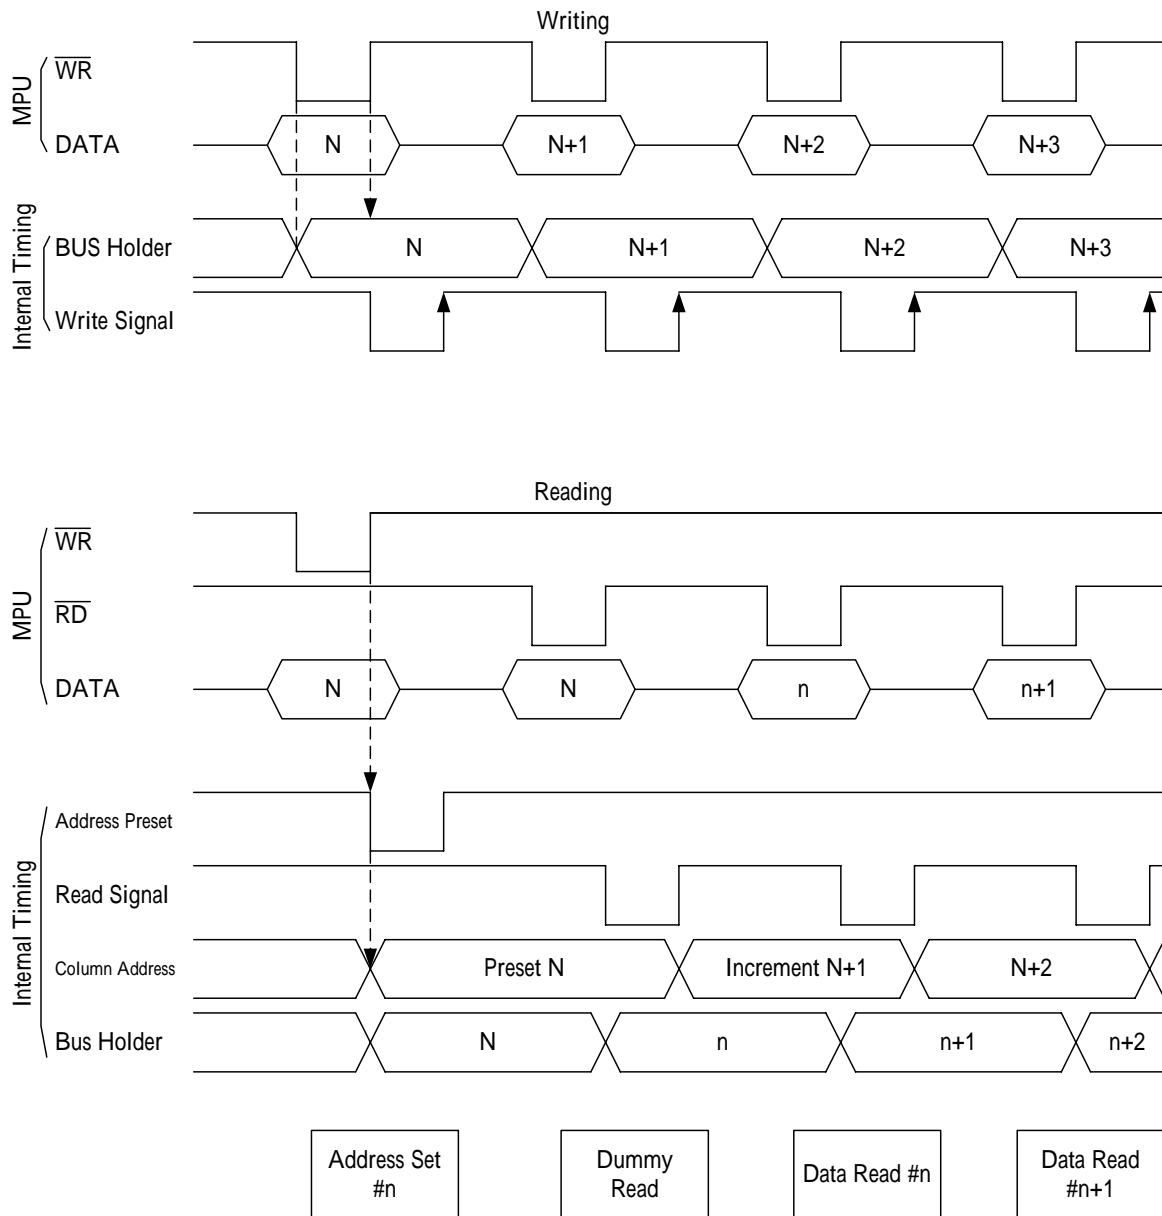 Writing
MPU
WR
DATA
N
N+1
N+2
N+3
Internal Timing
BUS Holder
N
N+1
N+2
N+3
Write Signal
Reading
MPU
WR
RD
DATA
N
N
n
n+1
Internal Timing
Address Preset
Read Signal
Column Address
Preset N
Increment N+1
N+2
Bus Holder
N
n
n+1
n+2
Address Set
#n
Dummy
Read
Data Read #n
Data Read
#n+1